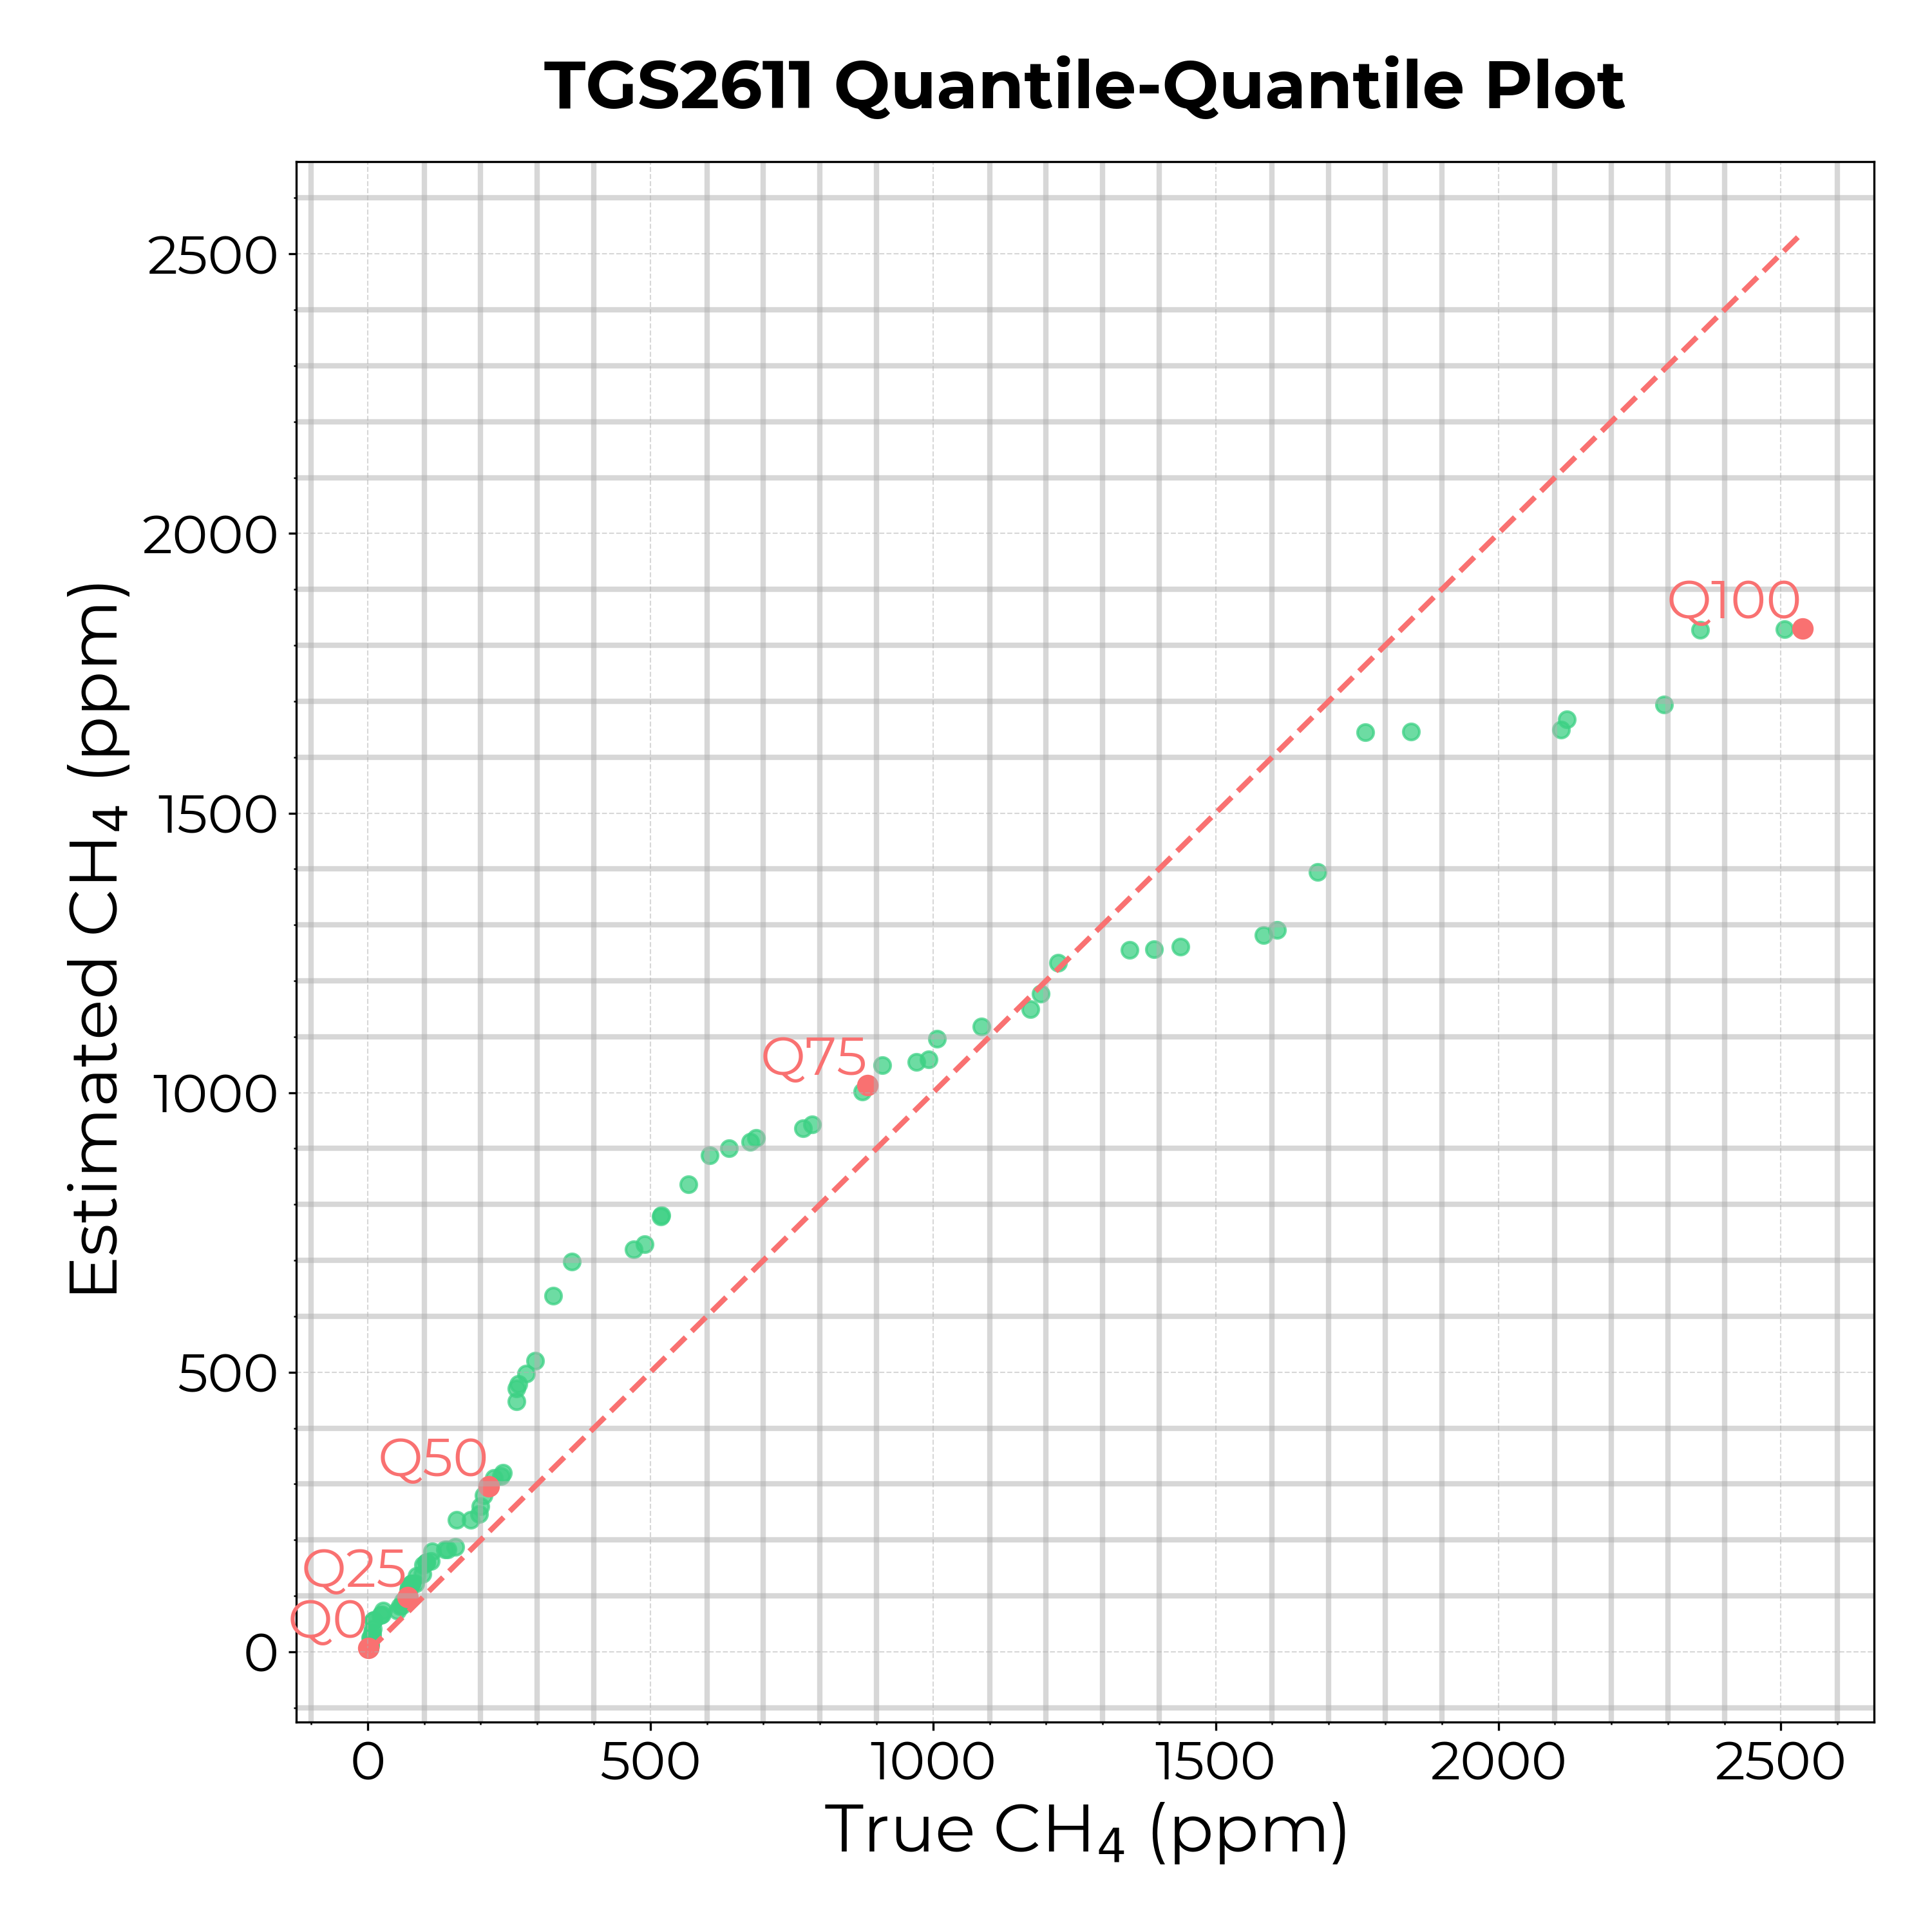 TGS2611 Quantile-Quantile Plot
2500
2000
1500
1000
500
0
Estimated CH₄ (ppm)
Q100
Q75
Q50
Q25
Q0
0 500 1000 1500 2000 2500
True CH₄ (ppm)